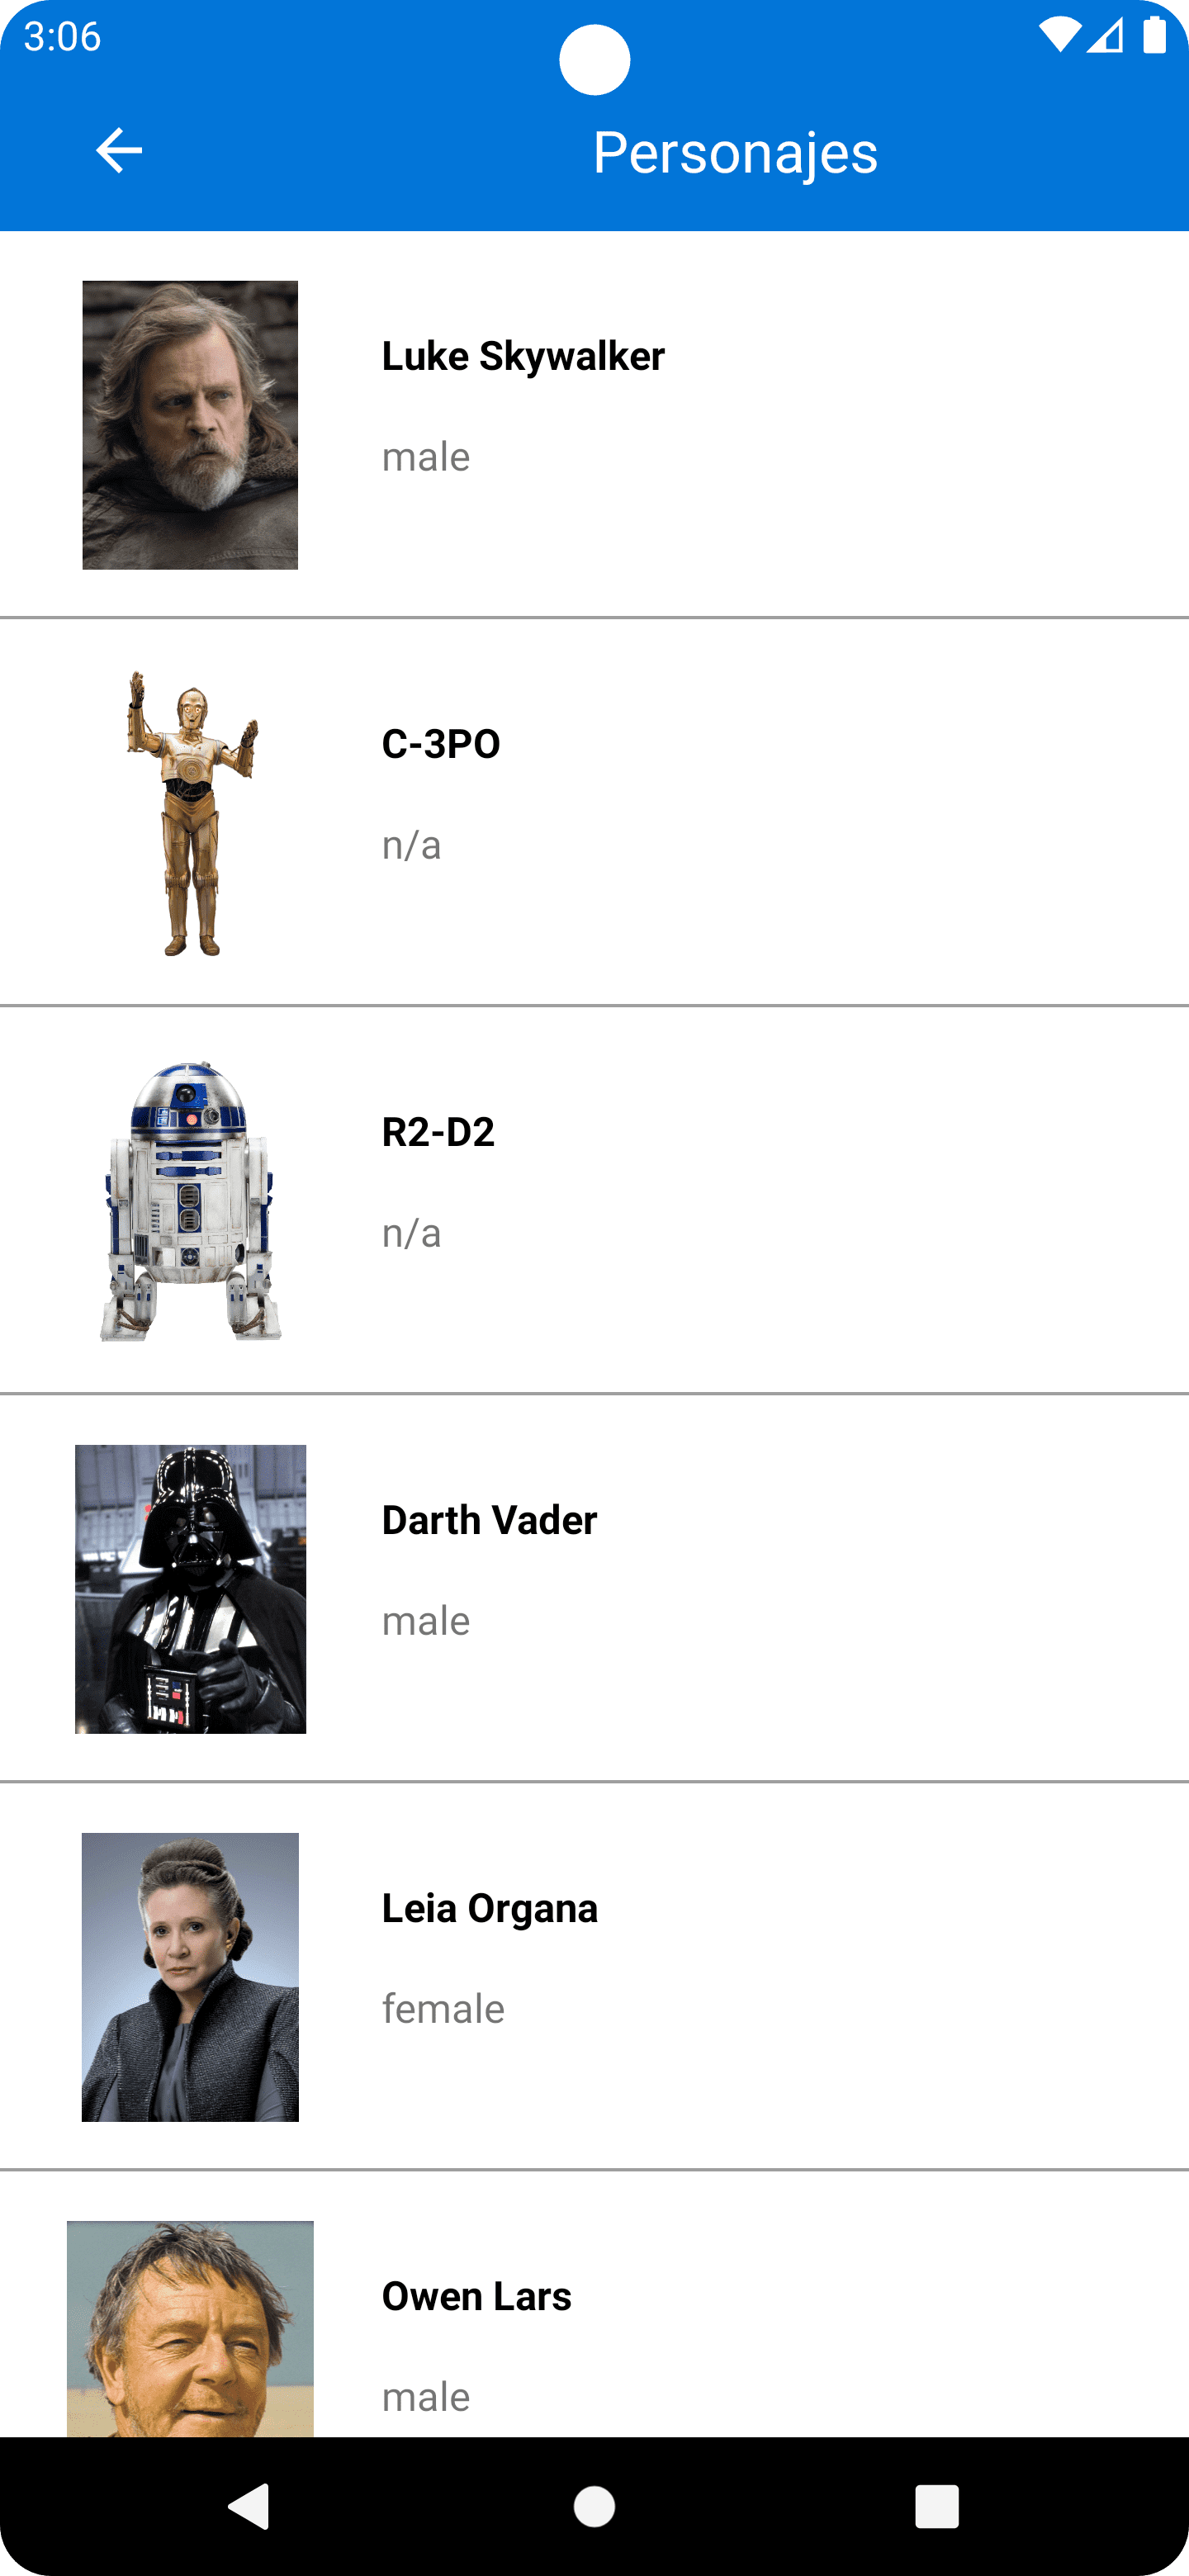 3:06
Personajes
Luke Skywalker
male
C-3PO
n/a
R2-D2
n/a
Darth Vader
male
Leia Organa
female
Owen Lars
male